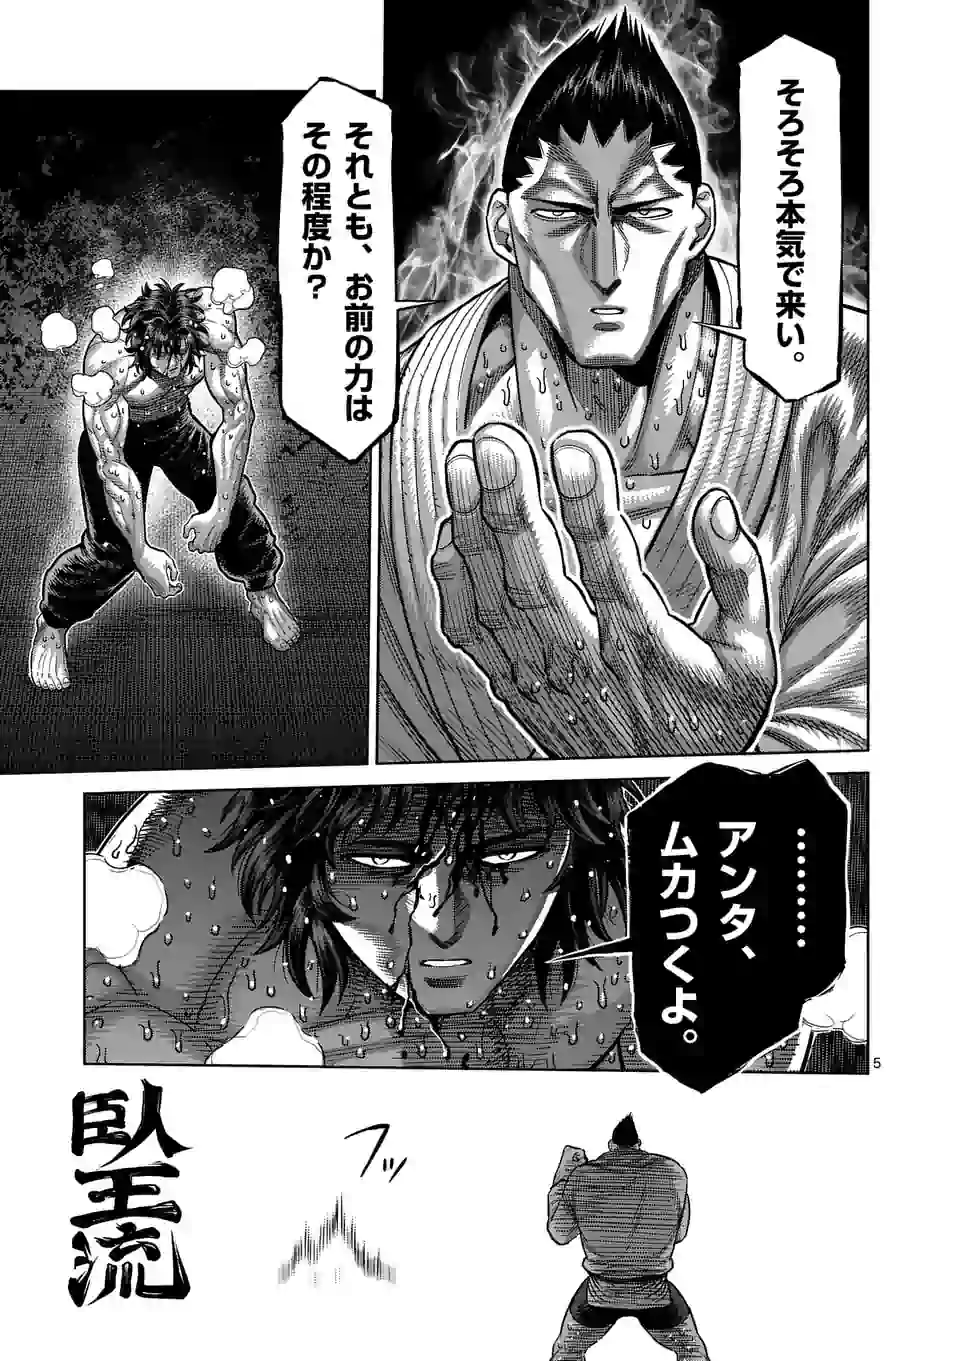 そろそろ本気で来い。
それとも、お前の力は
その程度か？
………
アンタ、
ムカつくよ。
5
フッ
臥王流